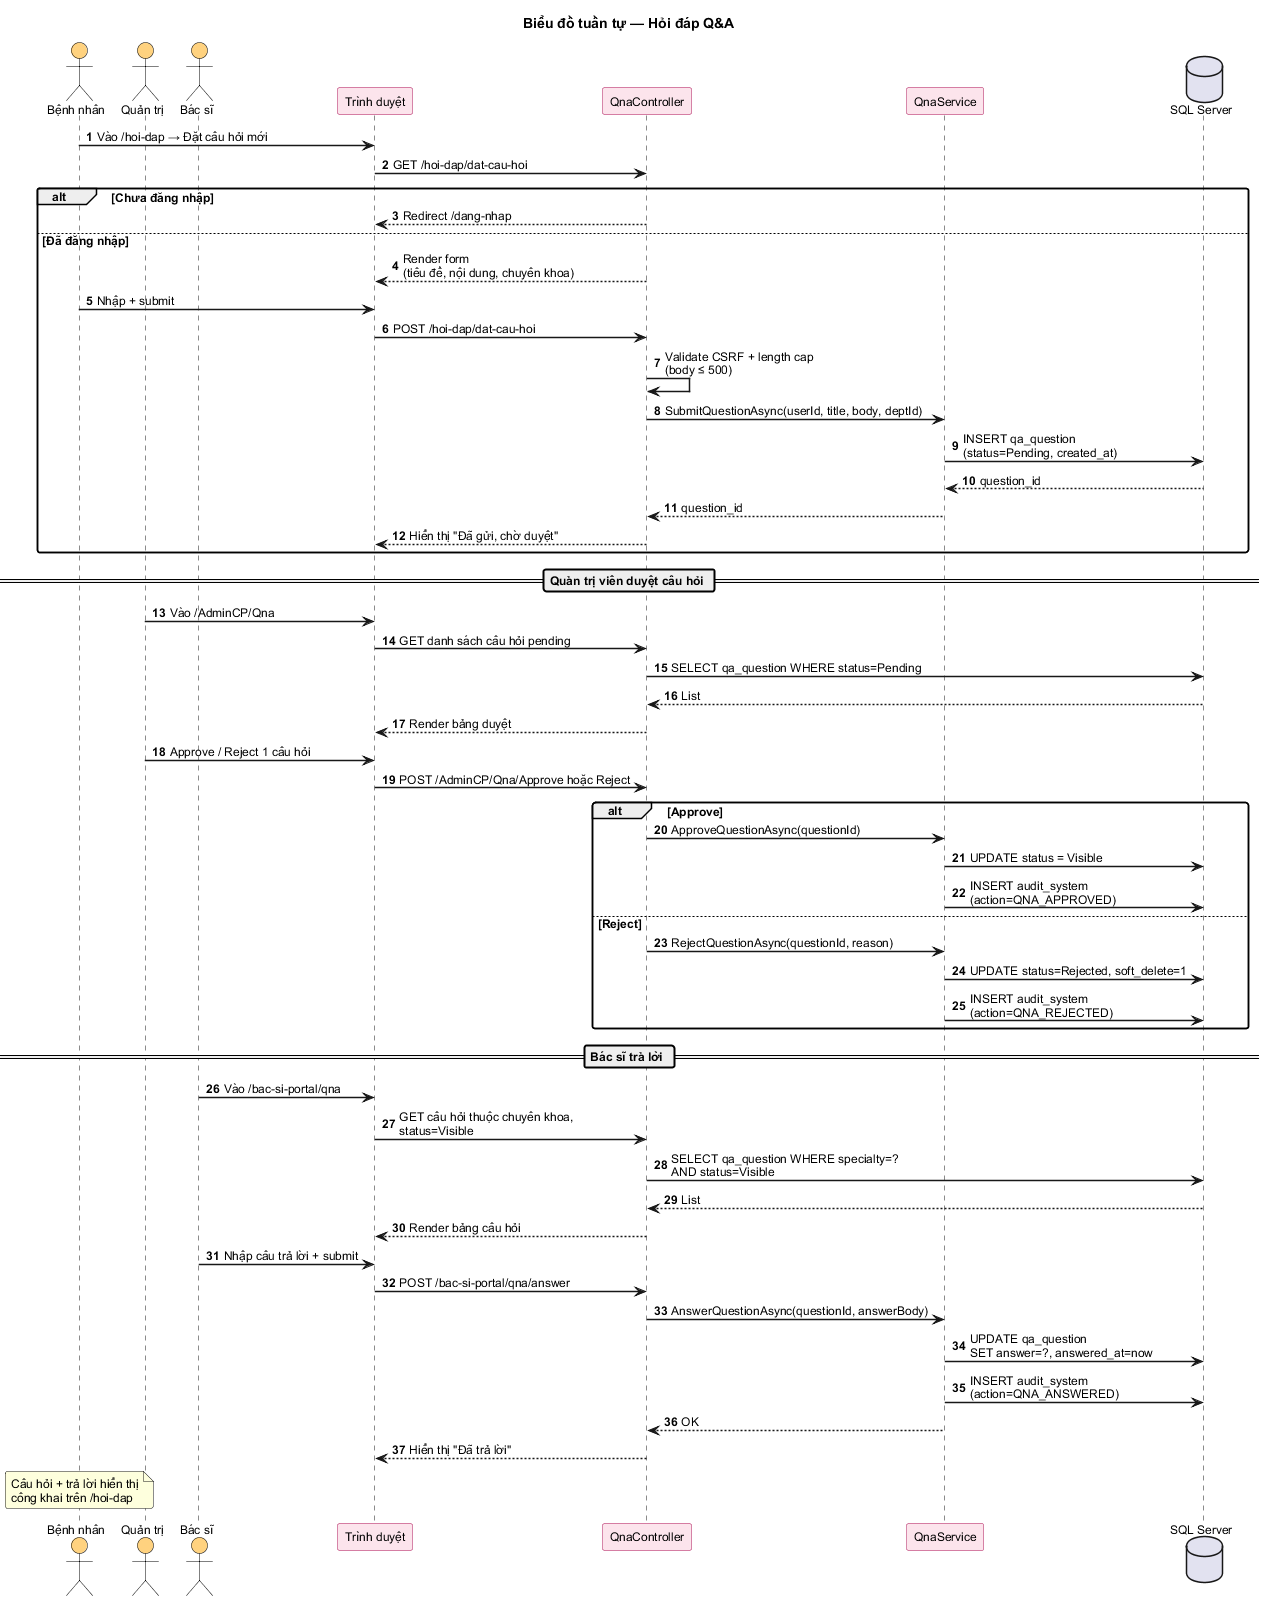 Biểu đồ tuần tự — Hỏi đáp Q&A
Bệnh nhân
Quản trị
Bác sĩ
Trình duyệt
QnaController
QnaService
SQL Server
1 Vào /hoi-dap → Đặt câu hỏi mới
2 GET /hoi-dap/dat-cau-hoi
alt [Chưa đăng nhập]
3 Redirect /dang-nhap
[Đã đăng nhập]
4 Render form
(tiêu đề, nội dung, chuyên khoa)
5 Nhập + submit
6 POST /hoi-dap/dat-cau-hoi
7 Validate CSRF + length cap
(body ≤ 500)
8 SubmitQuestionAsync(userId, title, body, deptId)
9 INSERT qa_question
(status=Pending, created_at)
10 question_id
11 question_id
12 Hiển thị "Đã gửi, chờ duyệt"
Quản trị viên duyệt câu hỏi
13 Vào /AdminCP/Qna
14 GET danh sách câu hỏi pending
15 SELECT qa_question WHERE status=Pending
16 List
17 Render bảng duyệt
18 Approve / Reject 1 câu hỏi
19 POST /AdminCP/Qna/Approve hoặc Reject
alt [Approve]
20 ApproveQuestionAsync(questionId)
21 UPDATE status = Visible
22 INSERT audit_system
(action=QNA_APPROVED)
[Reject]
23 RejectQuestionAsync(questionId, reason)
24 UPDATE status=Rejected, soft_delete=1
25 INSERT audit_system
(action=QNA_REJECTED)
Bác sĩ trả lời
26 Vào /bac-si-portal/qna
27 GET câu hỏi thuộc chuyên khoa,
status=Visible
28 SELECT qa_question WHERE specialty=?
AND status=Visible
29 List
30 Render bảng câu hỏi
31 Nhập câu trả lời + submit
32 POST /bac-si-portal/qna/answer
33 AnswerQuestionAsync(questionId, answerBody)
34 UPDATE qa_question
SET answer=?, answered_at=now
35 INSERT audit_system
(action=QNA_ANSWERED)
36 OK
37 Hiển thị "Đã trả lời"
Câu hỏi + trả lời hiển thị
công khai trên /hoi-dap
Bệnh nhân
Quản trị
Bác sĩ
Trình duyệt
QnaController
QnaService
SQL Server